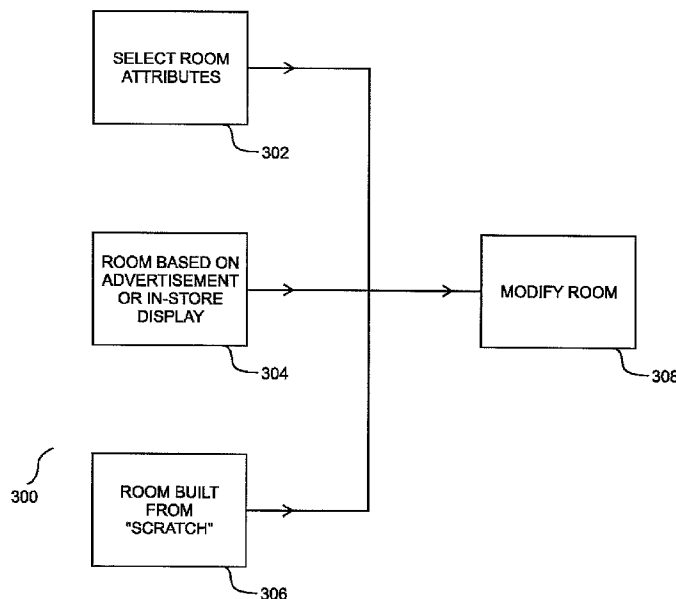 SELECT ROOM
ATTRIBUTES
302
ROOM BASED ON
ADVERTISEMENT
OR IN-STORE
DISPLAY
304
MODIFY ROOM
308
300
ROOM BUILT
FROM
"SCRATCH"
306